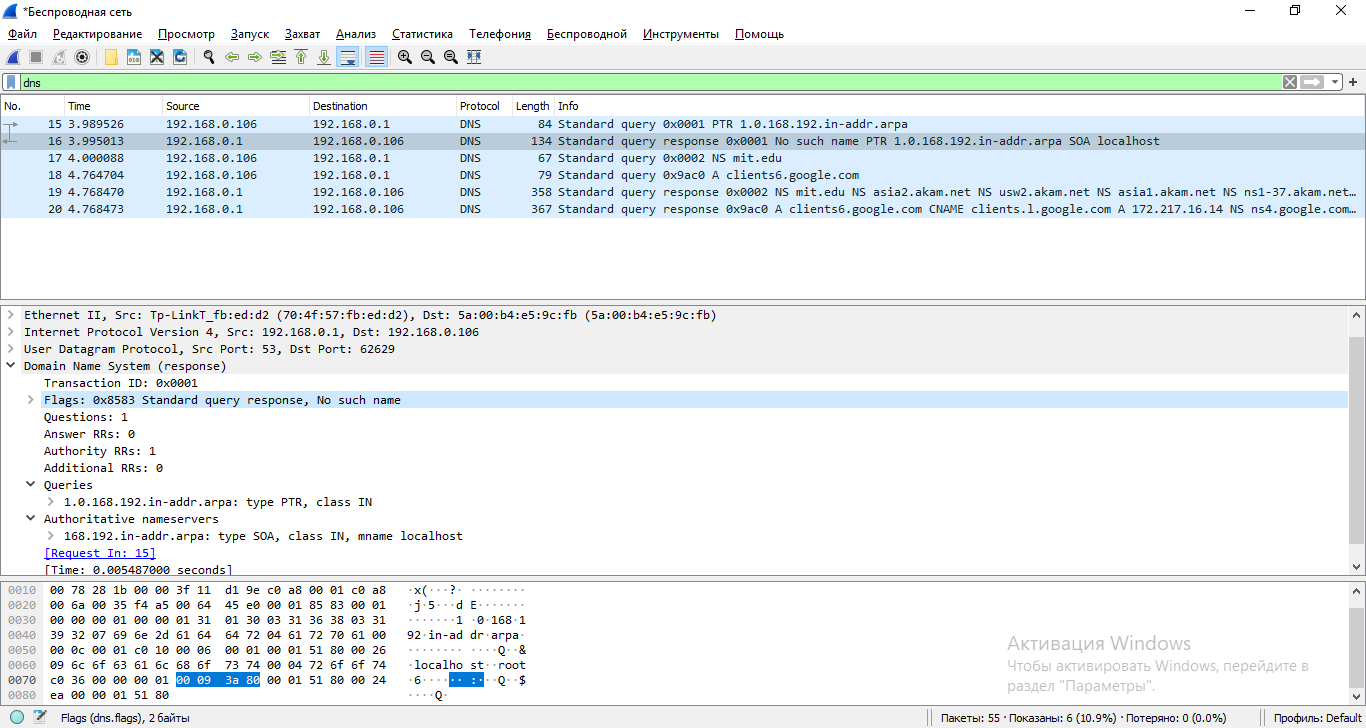 *Беспроводная сеть
Файл Редактирование Просмотр Запуск Захват Анализ Статистика Телефония Беспроводной Инструменты Помощь
dns
No. Time Source Destination Protocol Length Info
15 3.989526 192.168.0.106 192.168.0.1 DNS 84 Standard query 0x0001 PTR 1.0.168.192.in-addr.arpa
16 3.995013 192.168.0.1 192.168.0.106 DNS 134 Standard query response 0x0001 No such name PTR 1.0.168.192.in-addr.arpa SOA localhost
17 4.000088 192.168.0.106 192.168.0.1 DNS 67 Standard query 0x0002 NS mit.edu
18 4.764704 192.168.0.106 192.168.0.1 DNS 79 Standard query 0x9ac0 A clients6.google.com
19 4.768470 192.168.0.1 192.168.0.106 DNS 358 Standard query response 0x0002 NS mit.edu NS asia2.akam.net NS usw2.akam.net NS asia1.akam.net NS ns1-37.akam.net…
20 4.768473 192.168.0.1 192.168.0.106 DNS 367 Standard query response 0x9ac0 A clients6.google.com CNAME clients.l.google.com A 172.217.16.14 NS ns4.google.com…
Ethernet II, Src: Tp-LinkT_fb:ed:d2 (70:4f:57:fb:ed:d2), Dst: 5a:00:b4:e5:9c:fb (5a:00:b4:e5:9c:fb)
Internet Protocol Version 4, Src: 192.168.0.1, Dst: 192.168.0.106
User Datagram Protocol, Src Port: 53, Dst Port: 62629
Domain Name System (response)
Transaction ID: 0x0001
Flags: 0x8583 Standard query response, No such name
Questions: 1
Answer RRs: 0
Authority RRs: 1
Additional RRs: 0
Queries
1.0.168.192.in-addr.arpa: type PTR, class IN
Authoritative nameservers
168.192.in-addr.arpa: type SOA, class IN, mname localhost
[Request In: 15]
[Time: 0.005487000 seconds]
0010 00 78 28 1b 00 00 3f 11 d1 9e c0 a8 00 01 c0 a8 ·x(···?· ········
0020 00 6a 00 35 f4 a5 00 64 45 e0 00 01 85 83 00 01 ·j·5···d E·······
0030 00 00 00 01 00 00 01 31 01 30 03 31 36 38 03 31 ·······1 ·0·168·1
0040 39 32 07 69 6e 2d 61 64 64 72 04 61 72 70 61 00 92·in-ad dr·arpa·
0050 00 0c 00 01 c0 10 00 06 00 01 00 01 51 80 00 26 ········ ····Q··&
0060 09 6c 6f 63 61 6c 68 6f 73 74 00 04 72 6f 6f 74 ·localho st··root
0070 c0 36 00 00 00 01 00 09 3a 80 00 01 51 80 00 24 ·6······ :···Q··$
0080 ea 00 00 01 51 80 ····Q·
Активация Windows
Чтобы активировать Windows, перейдите в
раздел "Параметры".
Flags (dns.flags), 2 байты
Пакеты: 55 · Показаны: 6 (10.9%) · Потеряно: 0 (0.0%)
Профиль: Default